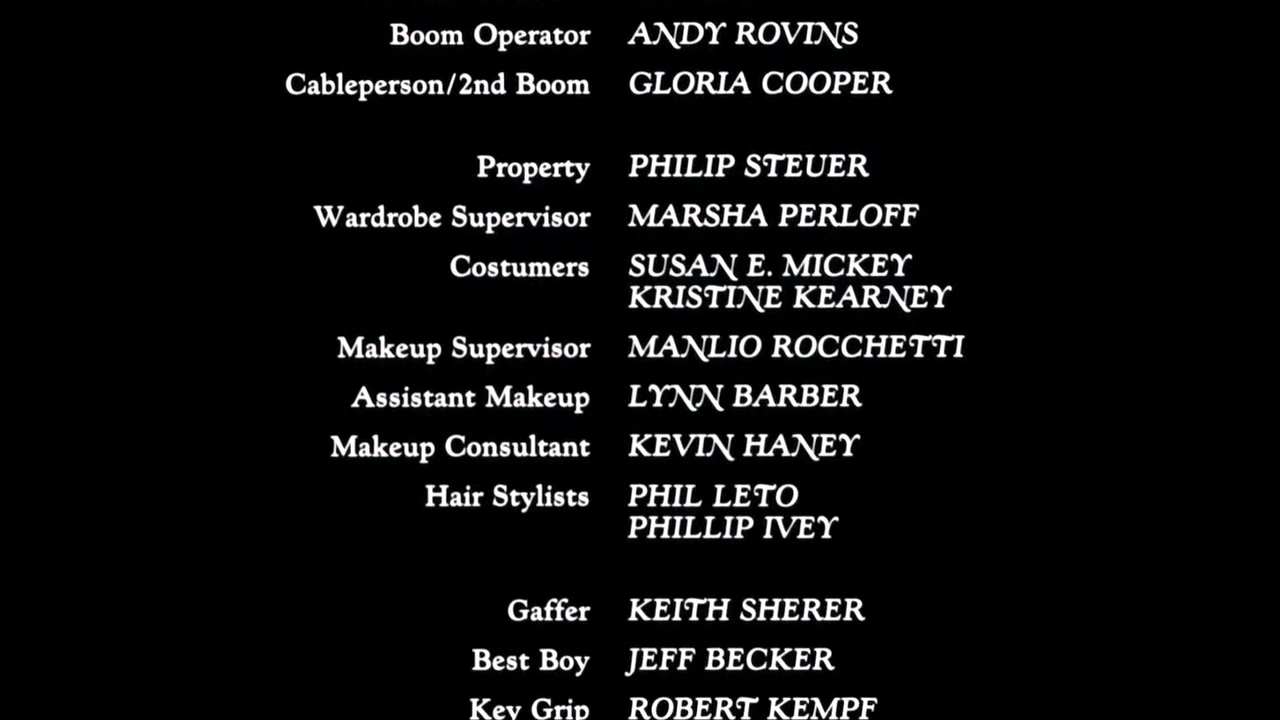 Boom Operator ANDY ROVINS
Cableperson/2nd Boom GLORIA COOPER
Property PHILIP STEUER
Wardrobe Supervisor MARSHA PERLOFF
Costumers SUSAN E. MICKEY
KRISTINE KEARNEY
Makeup Supervisor MANLIO ROCCHETTI
Assistant Makeup LYNN BARBER
Makeup Consultant KEVIN HANEY
Hair Stylists PHIL LETO
PHILLIP IVEY
Gaffer KEITH SHERER
Best Boy JEFF BECKER
Key Grip ROBERT KEMPF